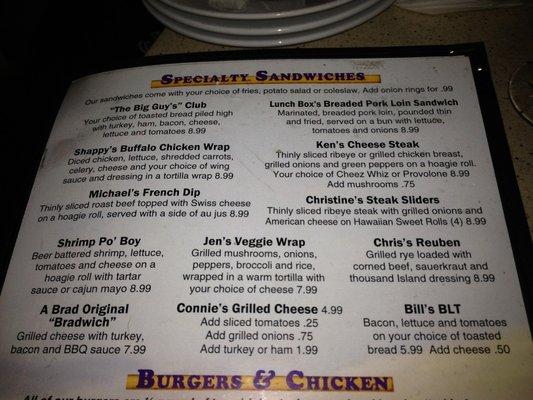 SPECIALTY SANDWICHES
Our sandwiches come with your choice of fries, potato salad or coleslaw, Add onion rings for .99
"The Big Guy's" Club
Your choice of toasted bread piled high
with turkey, ham, bacon, cheese,
lettuce and tomatoes 8.99
Lunch Box's Breaded Pork Loin Sandwich
Marinated, breaded pork loin, pounded thin
and fried, served on a bun with lettuce,
tomatoes and onions 8.99
Shappy's Buffalo Chicken Wrap
Diced chicken, lettuce, shredded carrots,
celery, cheese and your choice of wing
sauce and dressing in a tortilla wrap 8.99
Ken's Cheese Steak
Thinly sliced ribeye or grilled chicken breast,
grilled onions and green peppers on a hoagie roll.
Your choice of Cheez Whiz or Provolone 8.99
Add mushrooms .75
Michael's French Dip
Thinly sliced roast beef topped with Swiss cheese
on a hoagie roll, served with a side of au jus 8.99
Christine's Steak Sliders
Thinly sliced ribeye steak with grilled onions and
American cheese on Hawaiian Sweet Rolls (4) 8.99
Shrimp Po' Boy
Beer battered shrimp, lettuce,
tomatoes and cheese on a
hoagie roll with tartar
sauce or cajun mayo 8.99
Jen's Veggie Wrap
Grilled mushrooms, onions,
peppers, broccoli and rice,
wrapped in a warm tortilla with
your choice of cheese 7.99
Chris's Reuben
Grilled rye loaded with
corned beef, sauerkraut and
thousand Island dressing 8.99
A Brad Original
"Bradwich"
Grilled cheese with turkey,
bacon and BBQ sauce 7.99
Connie's Grilled Cheese 4.99
Add sliced tomatoes .25
Add grilled onions .75
Add turkey or ham 1.99
Bill's BLT
Bacon, lettuce and tomatoes
on your choice of toasted
bread 5.99 Add cheese .50
BURGERS & CHICKEN
All of our burgers are